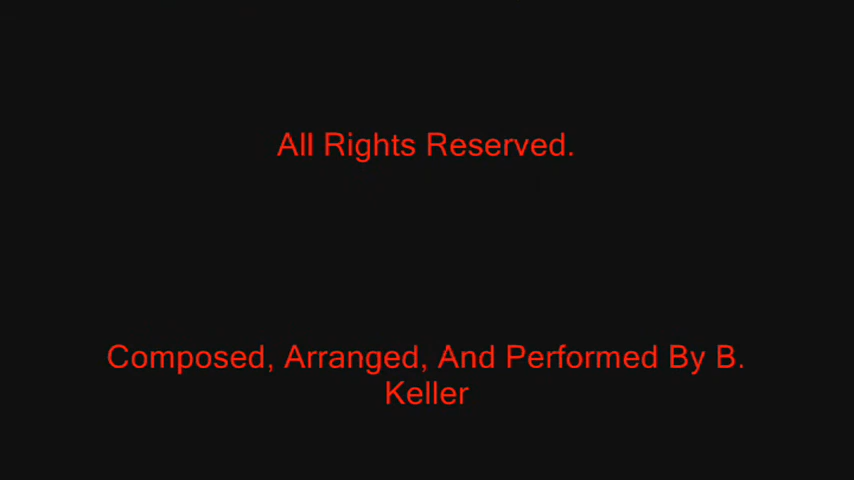 All Rights Reserved.
Composed, Arranged, And Performed By B.
Keller